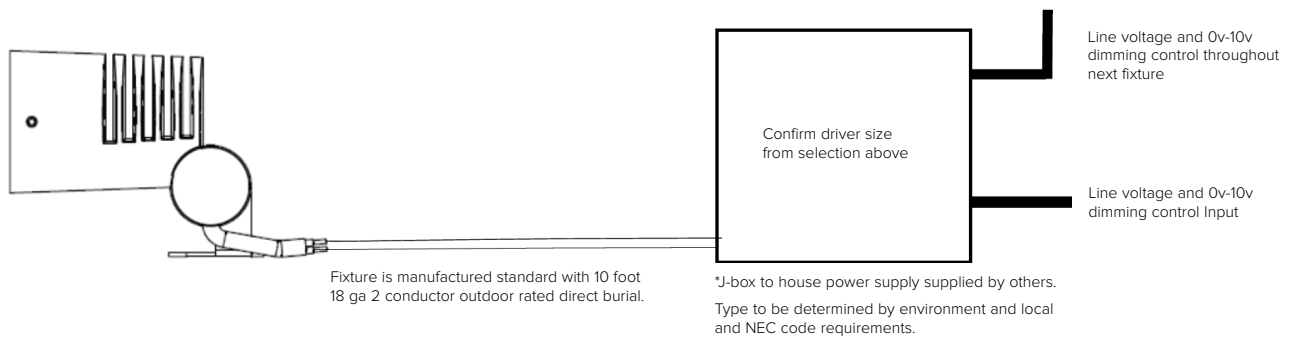 Line voltage and 0v-10v
dimming control throughout
next fixture
Confirm driver size
from selection above
Line voltage and 0v-10v
dimming control Input
Fixture is manufactured standard with 10 foot
18 ga 2 conductor outdoor rated direct burial.
*J-box to house power supply supplied by others.
Type to be determined by environment and local
and NEC code requirements.